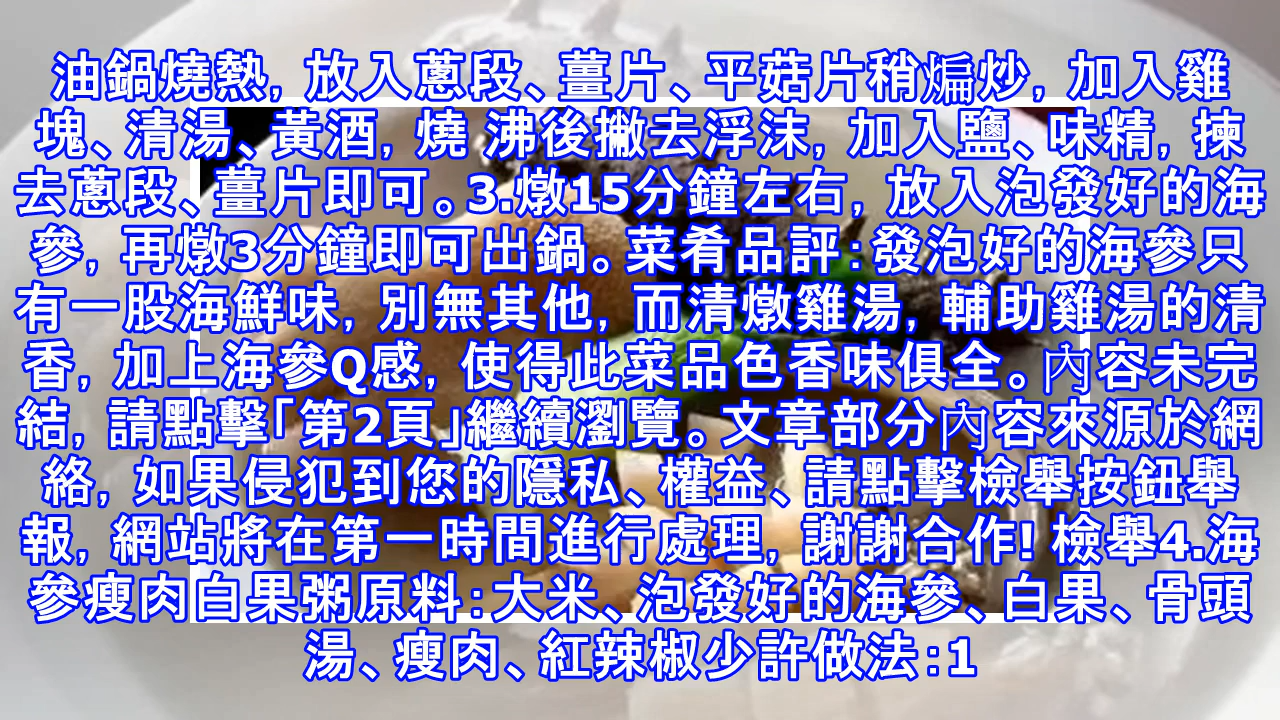 油鍋燒熱, 放入蔥段、薑片、平菇片稍煸炒, 加入雞
塊、清湯、黃酒, 燒 沸後撇去浮沫, 加入鹽、味精, 揀
去蔥段、薑片即可。3.燉15分鐘左右, 放入泡發好的海
參, 再燉3分鐘即可出鍋。菜肴品評:發泡好的海參只
有一股海鮮味, 別無其他, 而清燉雞湯, 輔助雞湯的清
香, 加上海參Q感, 使得此菜品色香味俱全。內容未完
結, 請點擊「第2頁」繼續瀏覽。文章部分內容來源於網
絡, 如果侵犯到您的隱私、權益、請點擊檢舉按鈕舉
報, 網站將在第一時間進行處理, 謝謝合作! 檢舉4.海
參瘦肉白果粥原料:大米、泡發好的海參、白果、骨頭
湯、瘦肉、紅辣椒少許做法:1